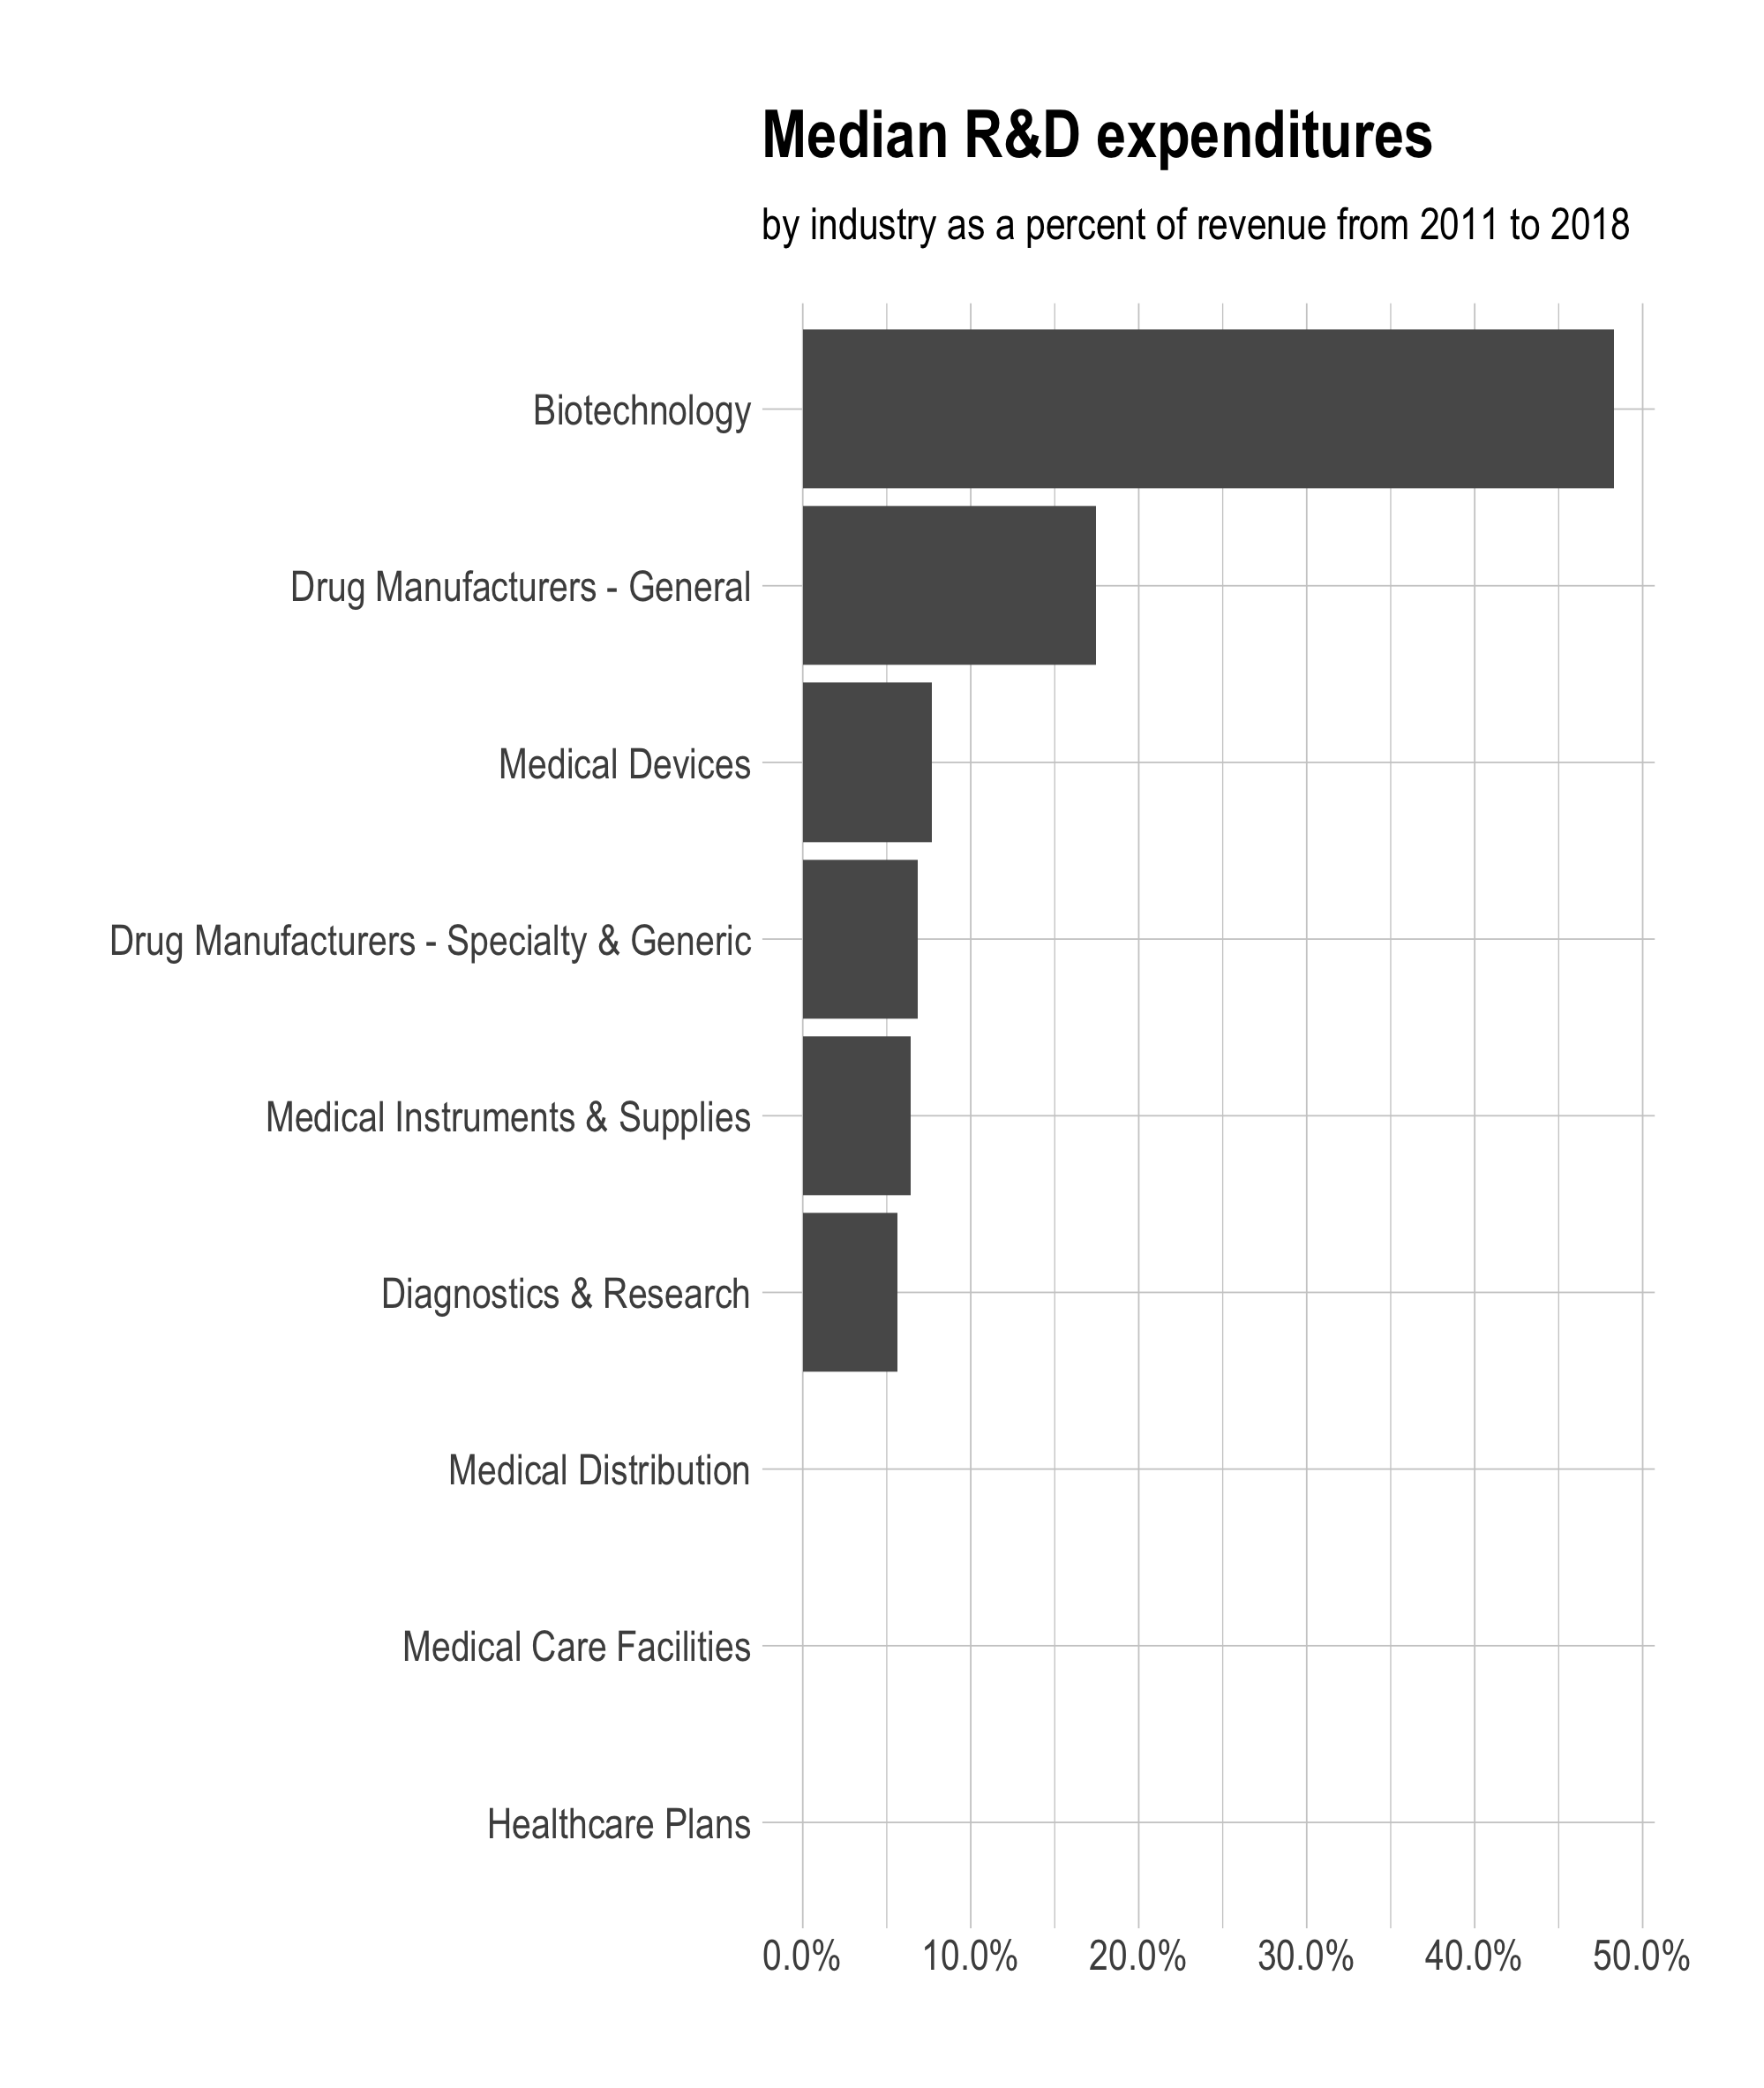 Median R&D expenditures
by industry as a percent of revenue from 2011 to 2018
Biotechnology
Drug Manufacturers - General
Medical Devices
Drug Manufacturers - Specialty & Generic
Medical Instruments & Supplies
Diagnostics & Research
Medical Distribution
Medical Care Facilities
Healthcare Plans
0.0% 10.0% 20.0% 30.0% 40.0% 50.0%